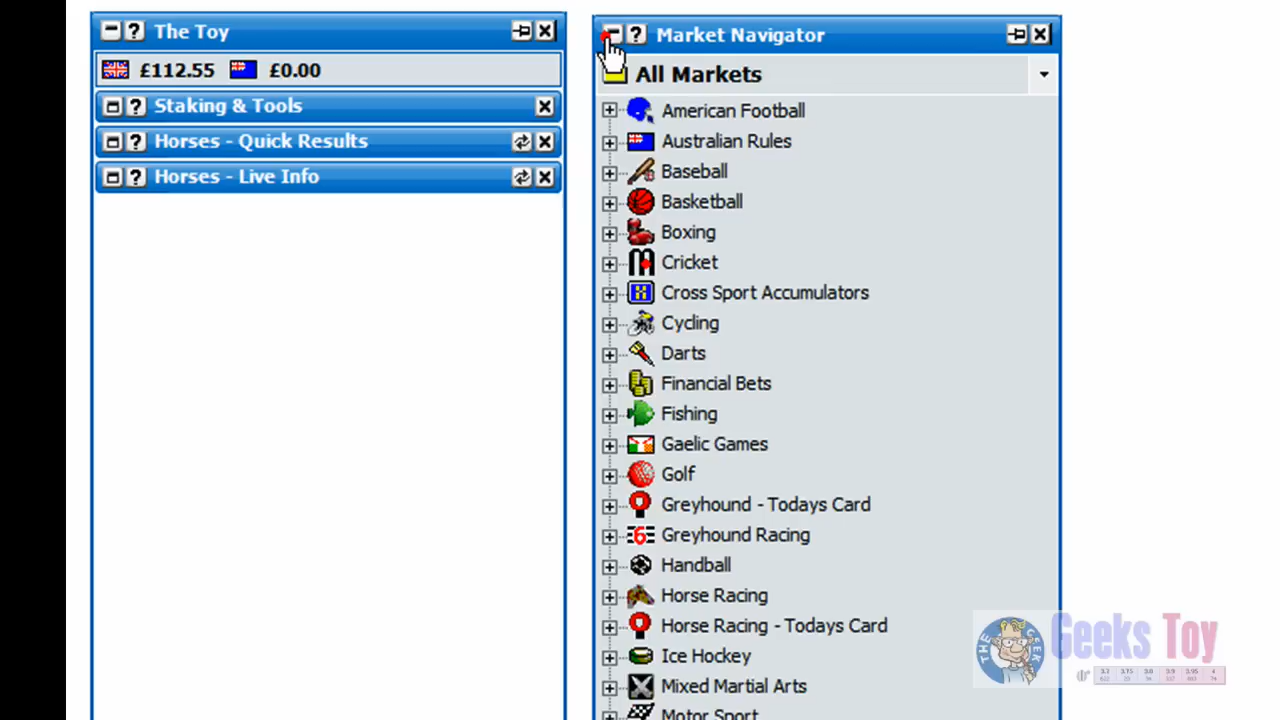 The Toy
£112.55 £0.00
Staking & Tools
Horses - Quick Results
Horses - Live Info
Market Navigator
All Markets
American Football
Australian Rules
Baseball
Basketball
Boxing
Cricket
Cross Sport Accumulators
Cycling
Darts
Financial Bets
Fishing
Gaelic Games
Golf
Greyhound - Todays Card
Greyhound Racing
Handball
Horse Racing
Horse Racing - Todays Card
Ice Hockey
Mixed Martial Arts
Motor Sport
THE GEEK
Geeks Toy